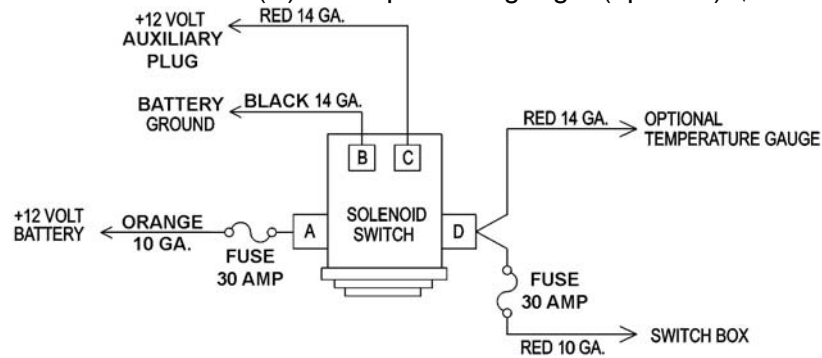 +12 VOLT
AUXILIARY
PLUG
RED 14 GA.
BATTERY
GROUND
BLACK 14 GA.
B
C
RED 14 GA.
OPTIONAL
TEMPERATURE GAUGE
+12 VOLT
BATTERY
ORANGE
10 GA.
FUSE
30 AMP
A
SOLENOID
SWITCH
D
FUSE
30 AMP
RED 10 GA.
SWITCH BOX